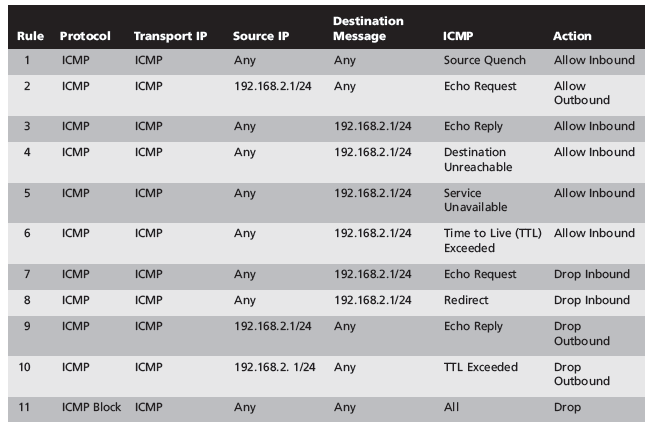 Destination
Rule Protocol Transport IP Source IP Message ICMP Action
1 ICMP ICMP Any Any Source Quench Allow Inbound
2 ICMP ICMP 192.168.2.1/24 Any Echo Request Allow
Outbound
3 ICMP ICMP Any 192.168.2.1/24 Echo Reply Allow Inbound
4 ICMP ICMP Any 192.168.2.1/24 Destination Allow Inbound
Unreachable
5 ICMP ICMP Any 192.168.2.1/24 Service Allow Inbound
Unavailable
6 ICMP ICMP Any 192.168.2.1/24 Time to Live (TTL) Allow Inbound
Exceeded
7 ICMP ICMP Any 192.168.2.1/24 Echo Request Drop Inbound
8 ICMP ICMP Any 192.168.2.1/24 Redirect Drop Inbound
9 ICMP ICMP 192.168.2.1/24 Any Echo Reply Drop
Outbound
10 ICMP ICMP 192.168.2. 1/24 Any TTL Exceeded Drop
Outbound
11 ICMP Block ICMP Any Any All Drop